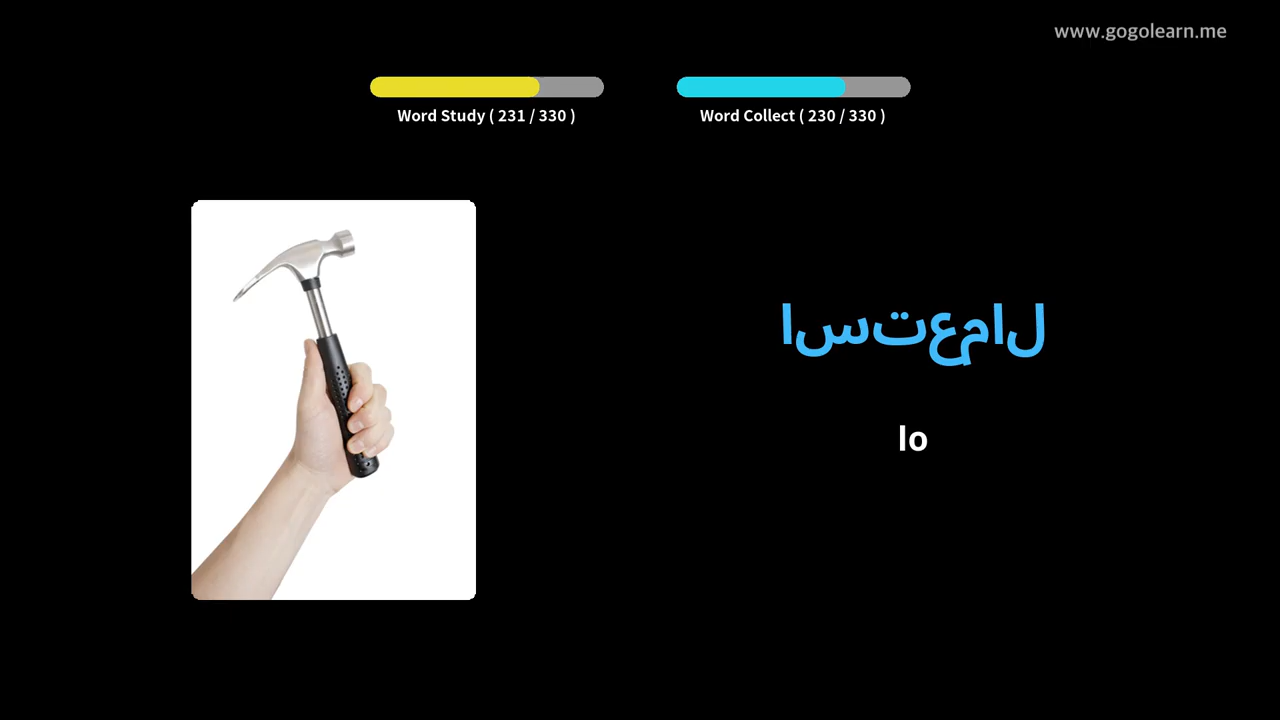 www.gogolearn.me
Word Study ( 231 / 330 )
Word Collect ( 230 / 330 )
استعمال
lo